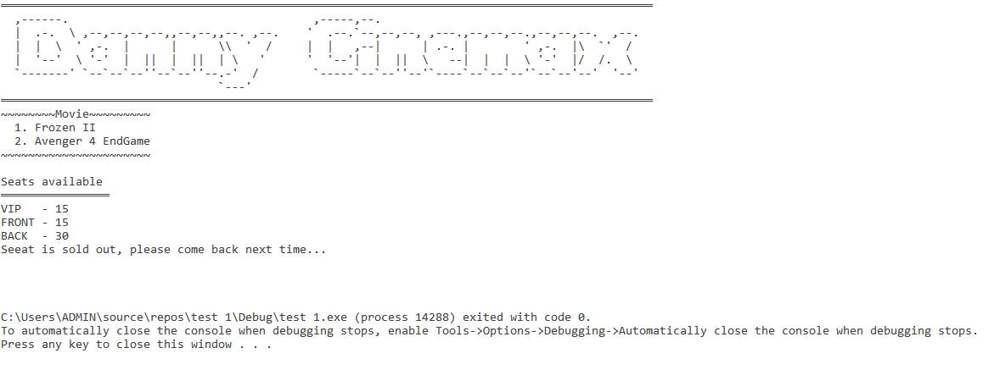 Danny Cinemax
~~~~~~~~Movie~~~~~~~~~
1. Frozen II
2. Avenger 4 EndGame
~~~~~~~~~~~~~~~~~~~~~~
Seats available
VIP   - 15
FRONT - 15
BACK  - 30
Seeat is sold out, please come back next time...
C:\Users\ADMIN\source\repos\test 1\Debug\test 1.exe (process 14288) exited with code 0.
To automatically close the console when debugging stops, enable Tools->Options->Debugging->Automatically close the console when debugging stops.
Press any key to close this window . . .